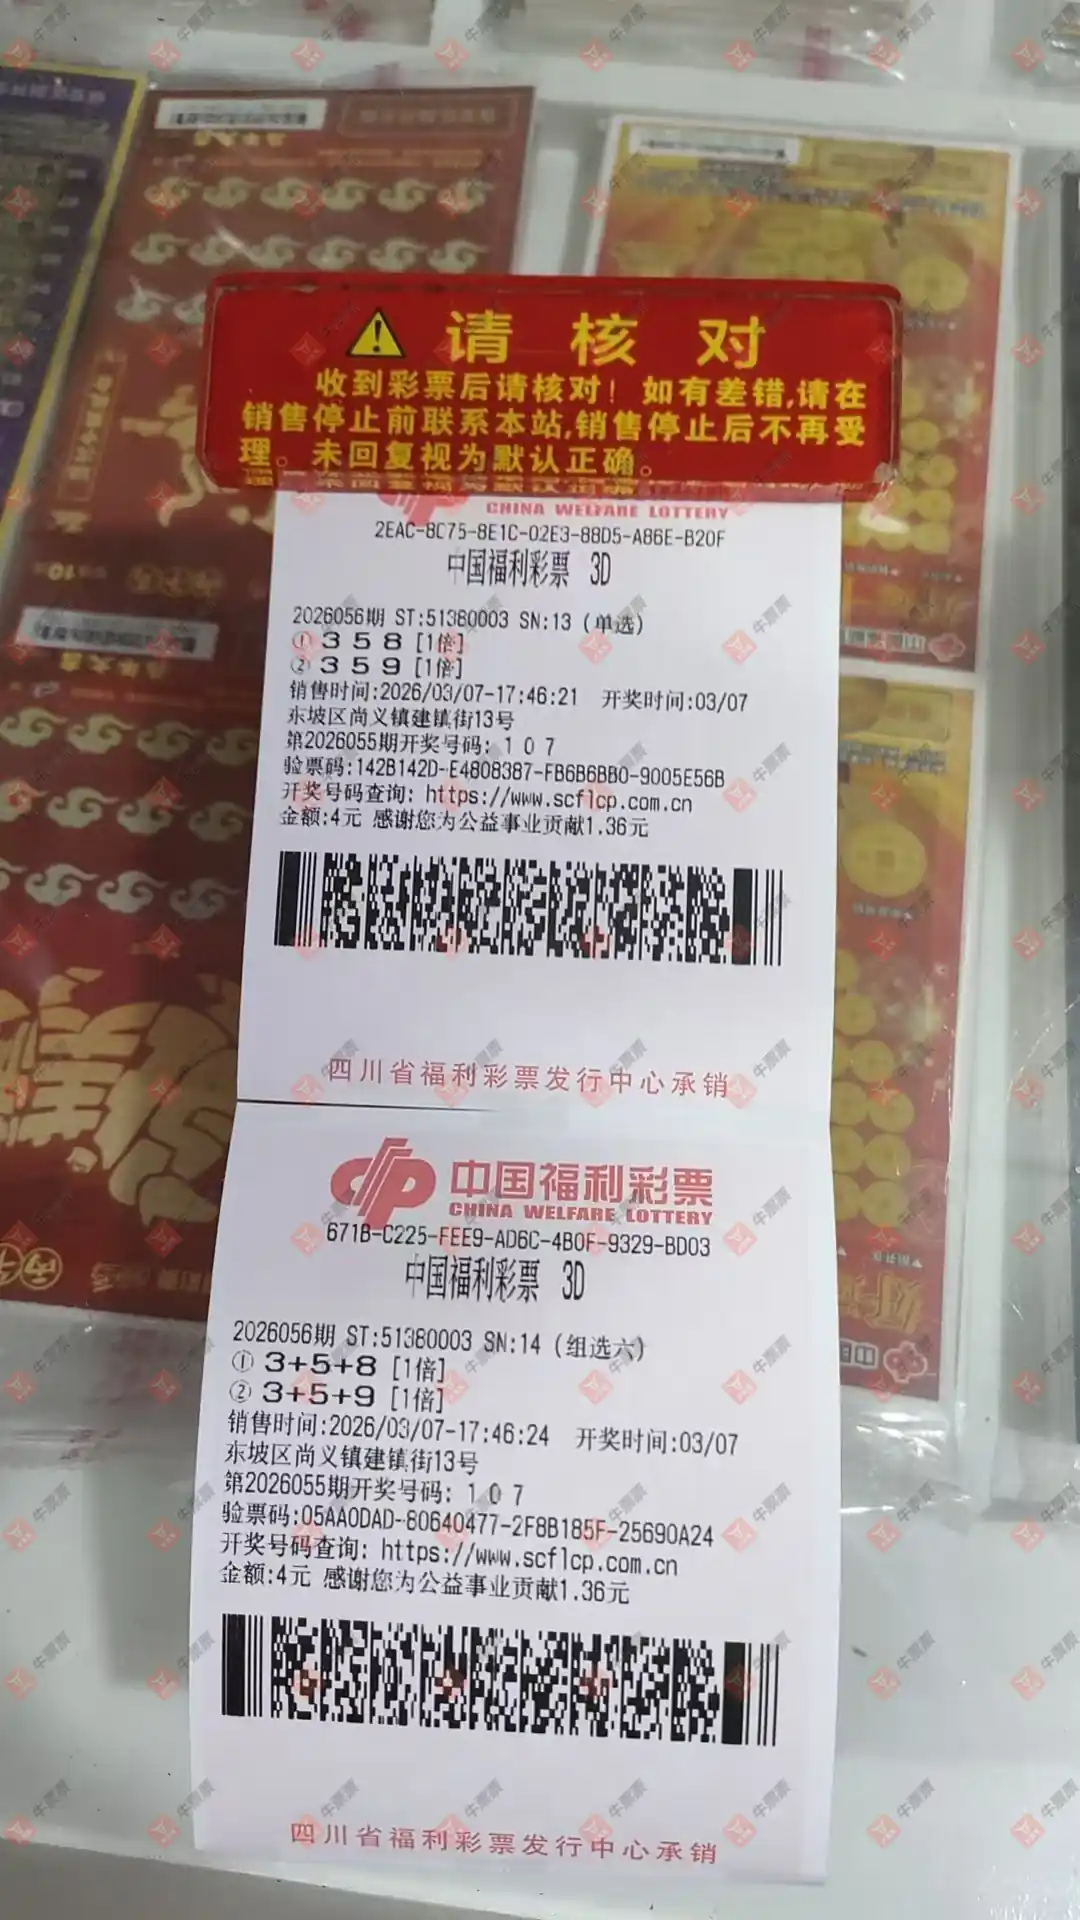 请核对
收到彩票后请核对！如有差错,请在
销售停止前联系本站,销售停止后不再受
理。未回复视为默认正确。
CHINA WELFARE LOTTERY
2EAC-8C75-8E1C-02E3-88D5-A86E-B20F
中国福利彩票 3D
2026056期 ST:51380003 SN:13 (单选)
① 3 5 8 [1倍]
② 3 5 9 [1倍]
销售时间:2026/03/07-17:46:21 开奖时间:03/07
东坡区尚义镇建镇街13号
第2026055期开奖号码: 1 0 7
验票码:142B142D-E4808387-FB6B6BB0-9005E56B
开奖号码查询: https://www.scflcp.com.cn
金额:4元 感谢您为公益事业贡献1.36元
四川省福利彩票发行中心承销
中国福利彩票
CHINA WELFARE LOTTERY
671B-C225-FEE9-AD6C-4B0F-9329-BD03
中国福利彩票 3D
2026056期 ST:51380003 SN:14 (组选六)
① 3+5+8 [1倍]
② 3+5+9 [1倍]
销售时间:2026/03/07-17:46:24 开奖时间:03/07
东坡区尚义镇建镇街13号
第2026055期开奖号码: 1 0 7
验票码:05AA0DAD-80640477-2F8B185F-25690A24
开奖号码查询: https://www.scflcp.com.cn
金额:4元 感谢您为公益事业贡献1.36元
四川省福利彩票发行中心承销
牛票票